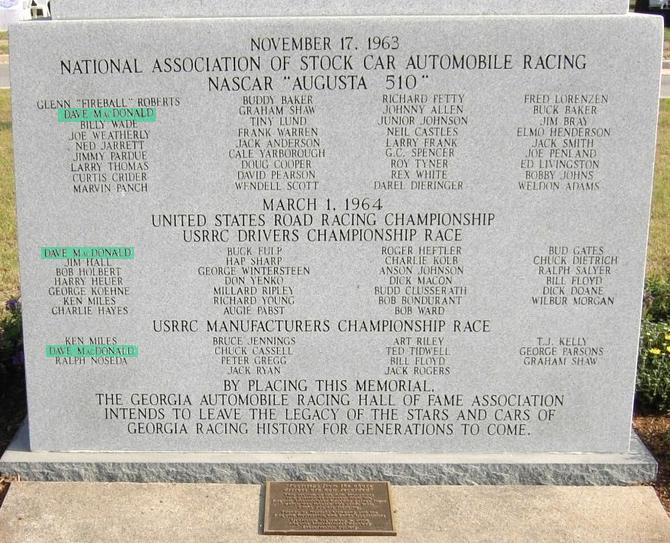 NOVEMBER 17, 1963
NATIONAL ASSOCIATION OF STOCK CAR AUTOMOBILE RACING
NASCAR "AUGUSTA 510"
GLENN "FIREBALL" ROBERTS BUDDY BAKER RICHARD PETTY FRED LORENZEN
DAVE MACDONALD GRAHAM SHAW JOHNNY ALLEN BUCK BAKER
BILLY WADE TINY LUND JUNIOR JOHNSON JIM BRAY
JOE WEATHERLY FRANK WARREN NEIL CASTLES ELMO HENDERSON
NED JARRETT JACK ANDERSON LARRY FRANK JACK SMITH
JIMMY PARDUE CALE YARBOROUGH G.C. SPENCER JOE PENLAND
LARRY THOMAS DOUG COOPER ROY TYNER ED LIVINGSTON
CURTIS CRIDER DAVID PEARSON REX WHITE BOBBY JOHNS
MARVIN PANCH WENDELL SCOTT DAREL DIERINGER WELDON ADAMS
MARCH 1, 1964
UNITED STATES ROAD RACING CHAMPIONSHIP
USRRC DRIVERS CHAMPIONSHIP RACE
DAVE MACDONALD BUCK FULP ROGER HEFTLER BUD GATES
JIM HALL HAP SHARP CHARLIE KOLB CHUCK DIETRICH
BOB HOLBERT GEORGE WINTERSTEEN ANSON JOHNSON RALPH SALYER
HARRY HEUER DON YENKO DICK MACON BILL FLOYD
GEORGE KOEHNE MILLARD RIPLEY BUDD CLUSSERATH DICK DOANE
KEN MILES RICHARD YOUNG BOB BONDURANT WILBUR MORGAN
CHARLIE HAYES AUGIE PABST BOB WARD
USRRC MANUFACTURERS CHAMPIONSHIP RACE
KEN MILES BRUCE JENNINGS ART RILEY T.J. KELLY
DAVE MACDONALD CHUCK CASSELL TED TIDWELL GEORGE PARSONS
RALPH NOSEDA PETER GREGG BILL FLOYD GRAHAM SHAW
JACK RYAN JACK ROGERS
BY PLACING THIS MEMORIAL,
THE GEORGIA AUTOMOBILE RACING HALL OF FAME ASSOCIATION
INTENDS TO LEAVE THE LEGACY OF THE STARS AND CARS OF
GEORGIA RACING HISTORY FOR GENERATIONS TO COME.